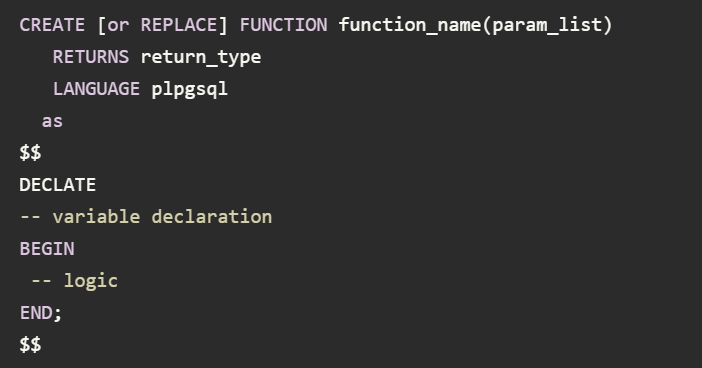 CREATE [or REPLACE] FUNCTION function_name(param_list)
RETURNS return_type
LANGUAGE plpgsql
as
$$
DECLATE
-- variable declaration
BEGIN
-- logic
END;
$$